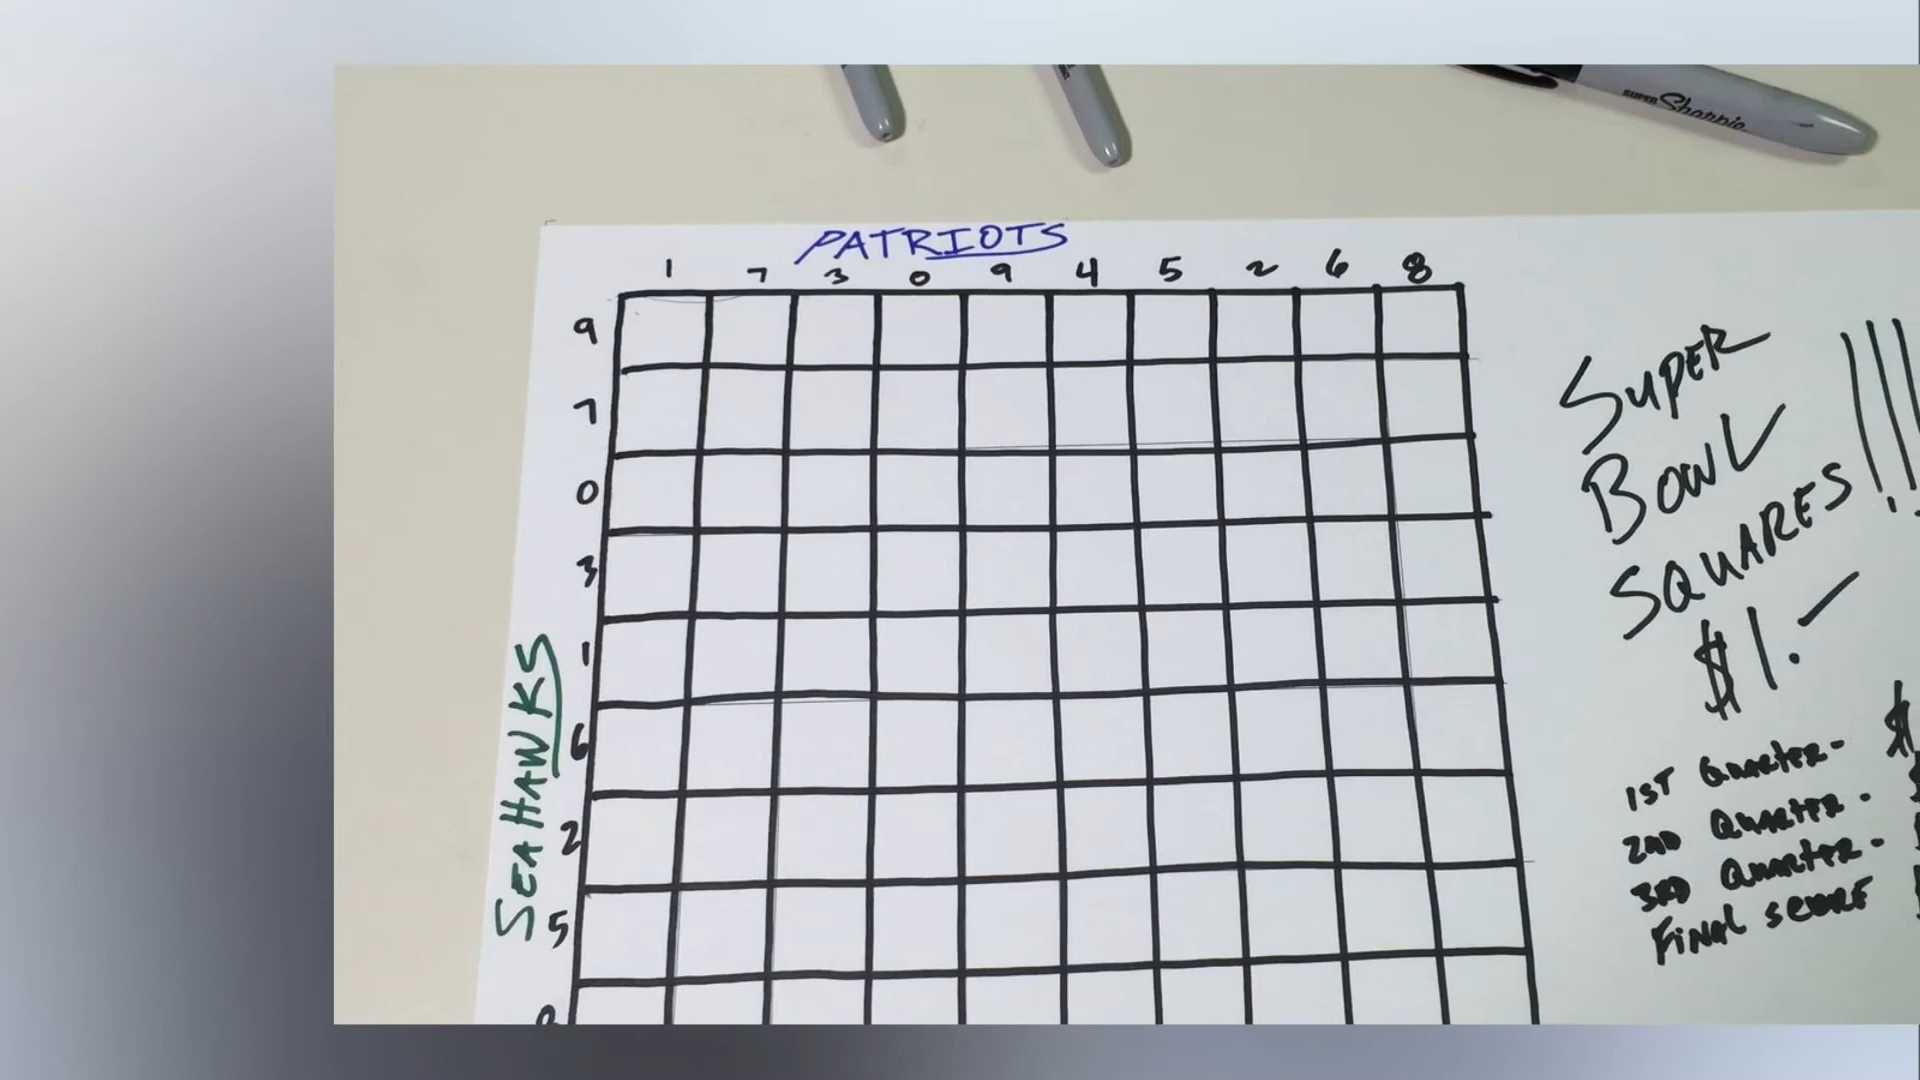 SUPER Sharpie
PATRIOTS
1 7 3 0 9 4 5 2 6 8
9
7
0
3
1
6
2
5
SEAHAWKS
SUPER
BOWL
SQUARES !!!
$1.-
1ST QUARTER- $
2ND QUARTER-
3RD QUARTER-
FINAL SCORE